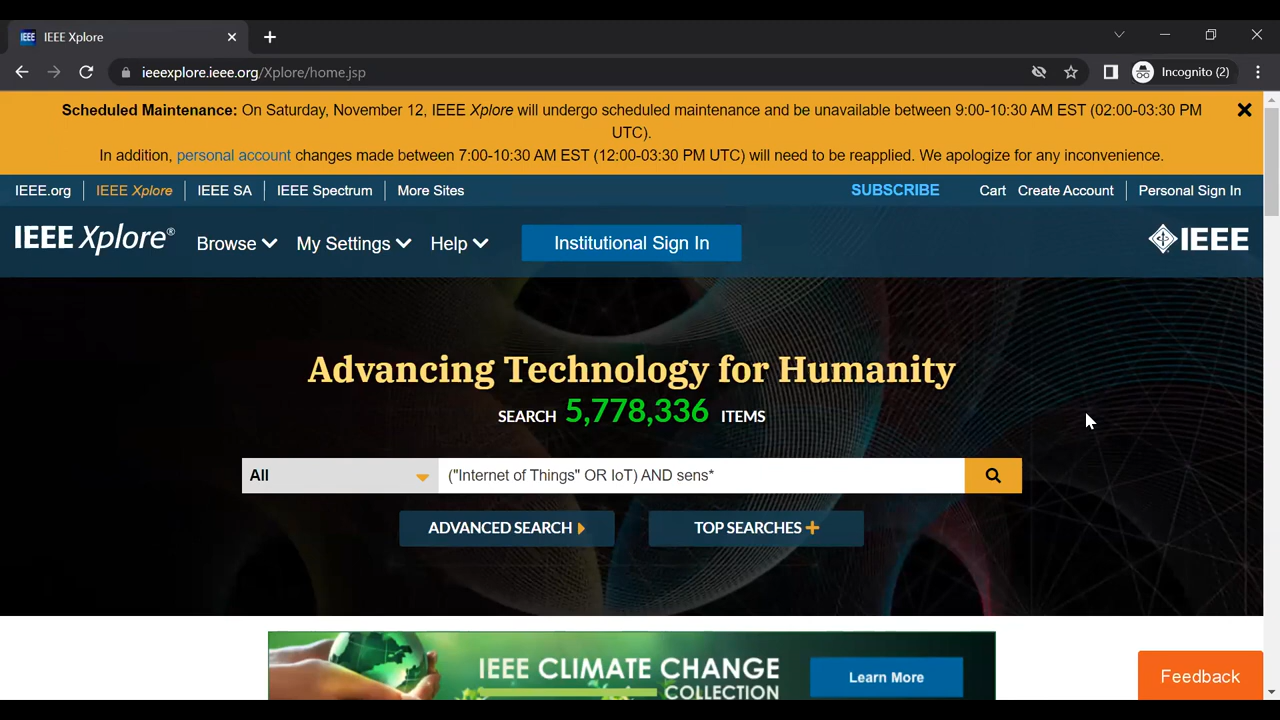 IEEE Xplore
ieeexplore.ieee.org/Xplore/home.jsp
Incognito (2)
Scheduled Maintenance: On Saturday, November 12, IEEE Xplore will undergo scheduled maintenance and be unavailable between 9:00-10:30 AM EST (02:00-03:30 PM
UTC).
In addition, personal account changes made between 7:00-10:30 AM EST (12:00-03:30 PM UTC) will need to be reapplied. We apologize for any inconvenience.
IEEE.org IEEE Xplore IEEE SA IEEE Spectrum More Sites SUBSCRIBE Cart Create Account Personal Sign In
IEEE Xplore® Browse My Settings Help Institutional Sign In IEEE
Advancing Technology for Humanity
SEARCH 5,778,336 ITEMS
All ("Internet of Things" OR IoT) AND sens*
ADVANCED SEARCH TOP SEARCHES +
IEEE CLIMATE CHANGE
COLLECTION
Learn More
Feedback